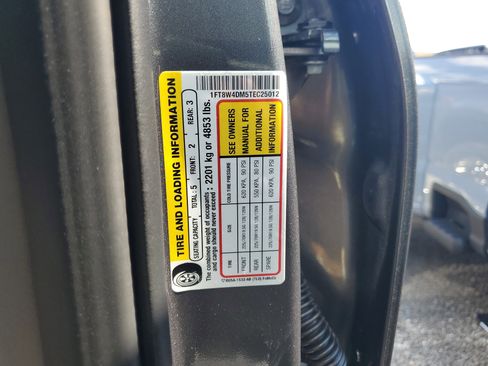 1FT8W4DM5TEC25012
TIRE AND LOADING INFORMATION
SEATING CAPACITY TOTAL: 5 FRONT: 2 REAR: 3
The combined weight of occupants
and cargo should never exceed : 2201 kg or 4853 lbs.
TIRE SIZE COLD TIRE PRESSURE SEE OWNERS
FRONT 620 KPA, 90 PSI MANUAL FOR
REAR 550 KPA, 80 PSI ADDITIONAL
SPARE 620 KPA, 90 PSI INFORMATION